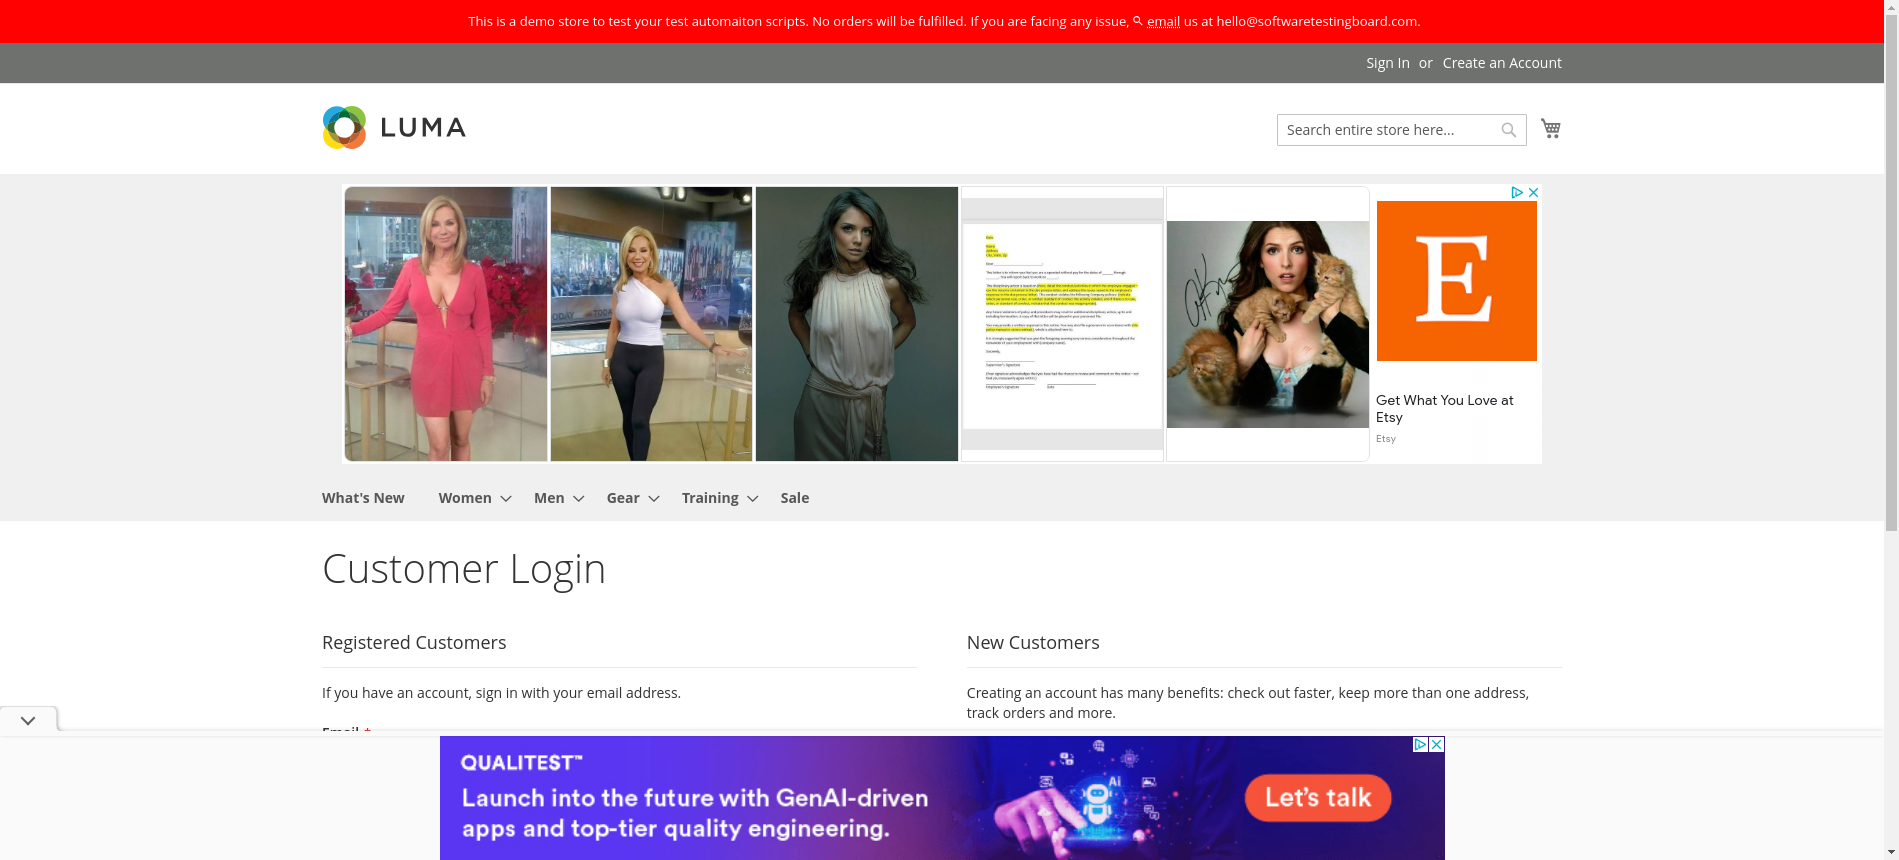 This is a demo store to test your test automaiton scripts. No orders will be fulfilled. If you are facing any issue, email us at hello@softwaretestingboard.com.
Sign In or Create an Account
LUMA
Search entire store here...
E
Get What You Love at
Etsy
Etsy
What's New Women Men Gear Training Sale
Customer Login
Registered Customers
If you have an account, sign in with your email address.
Email *
New Customers
Creating an account has many benefits: check out faster, keep more than one address,
track orders and more.
QUALITEST™
Launch into the future with GenAI-driven
apps and top-tier quality engineering.
Ai
Let's talk